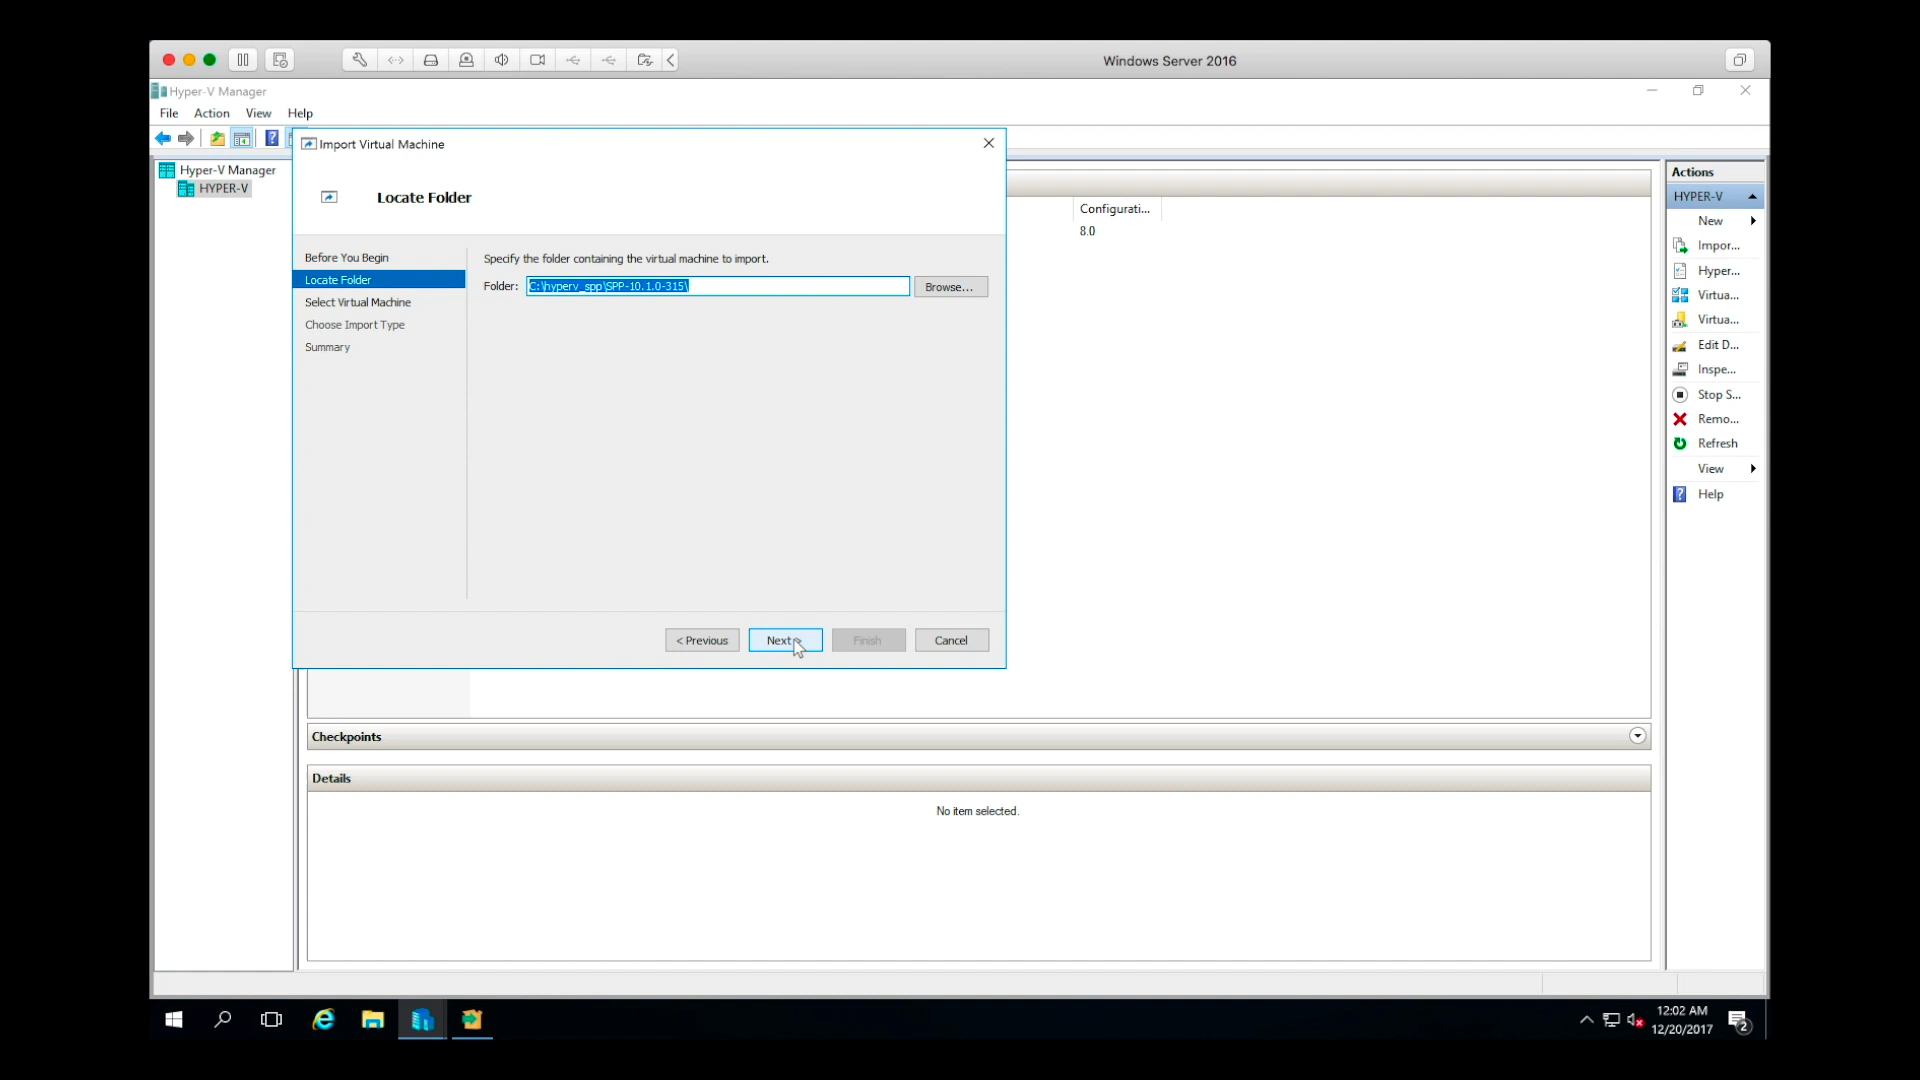 Windows Server 2016
Hyper-V Manager
File Action View Help
Import Virtual Machine
Locate Folder
Before You Begin
Locate Folder
Select Virtual Machine
Choose Import Type
Summary
Specify the folder containing the virtual machine to import.
Folder: C:\hyperv_spp\SPP-10.1.0-315\ Browse...
< Previous Next > Finish Cancel
Hyper-V Manager
HYPER-V
Configurati...
8.0
Checkpoints
Details
No item selected.
Actions
HYPER-V
New
Impor...
Hyper...
Virtua...
Virtua...
Edit D...
Inspe...
Stop S...
Remo...
Refresh
View
Help
12:02 AM
12/20/2017
2